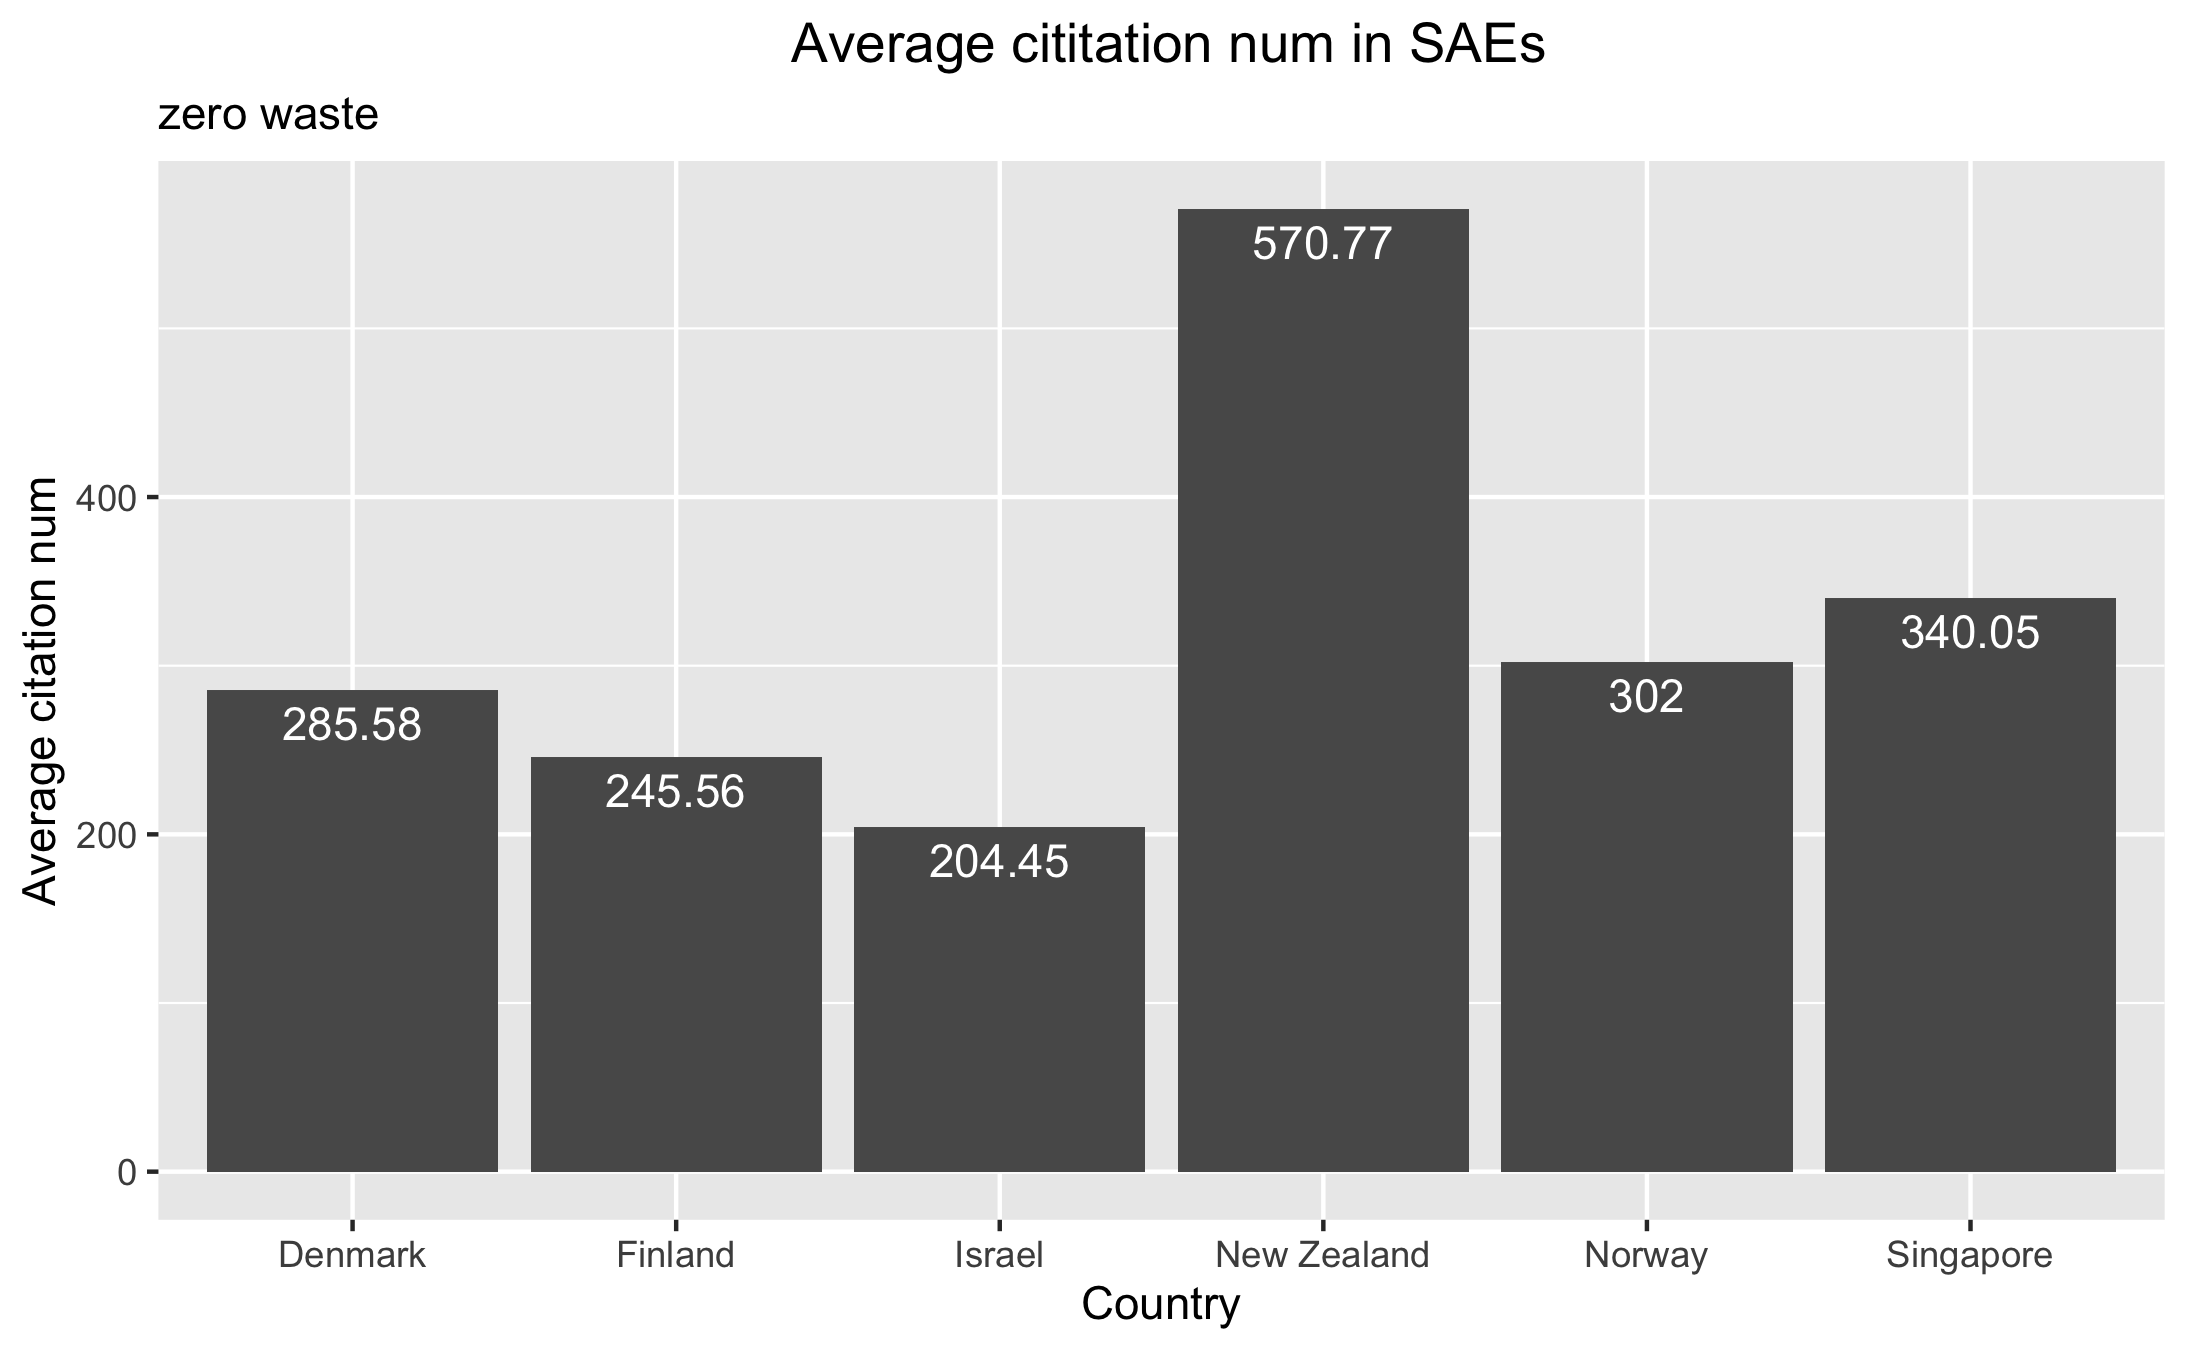 Average cititation num in SAEs
zero waste
Average citation num
400
200
0
285.58
245.56
204.45
570.77
302
340.05
Denmark
Finland
Israel
New Zealand
Norway
Singapore
Country